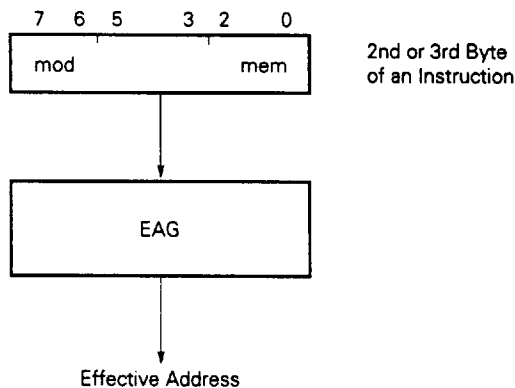 7 6 5 3 2 0
mod mem
2nd or 3rd Byte
of an Instruction
EAG
Effective Address